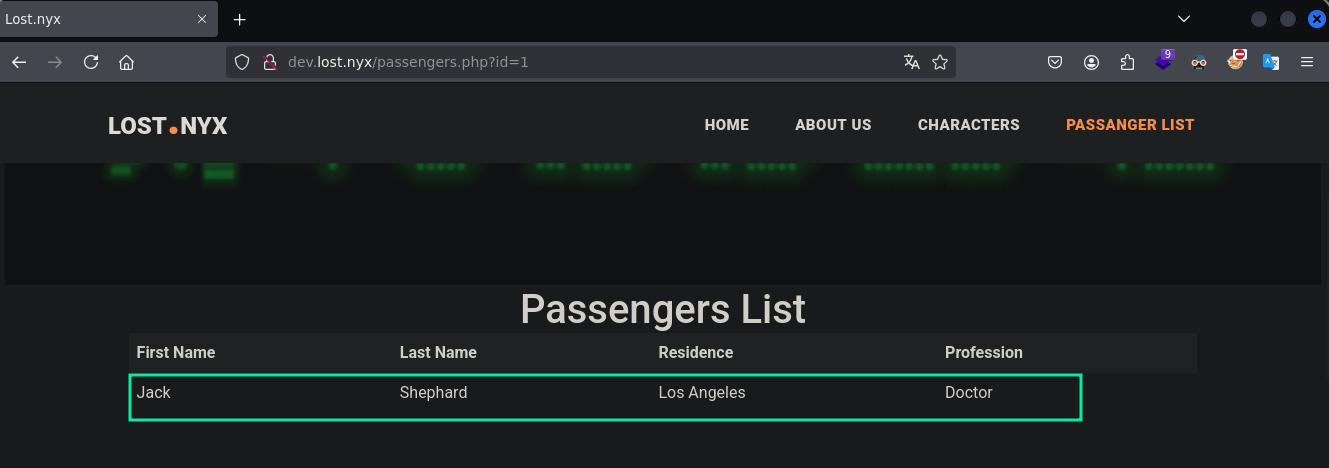 Lost.nyx
dev.lost.nyx/passengers.php?id=1
9
LOST.NYX HOME ABOUT US CHARACTERS PASSANGER LIST
Passengers List
First Name Last Name Residence Profession
Jack Shephard Los Angeles Doctor